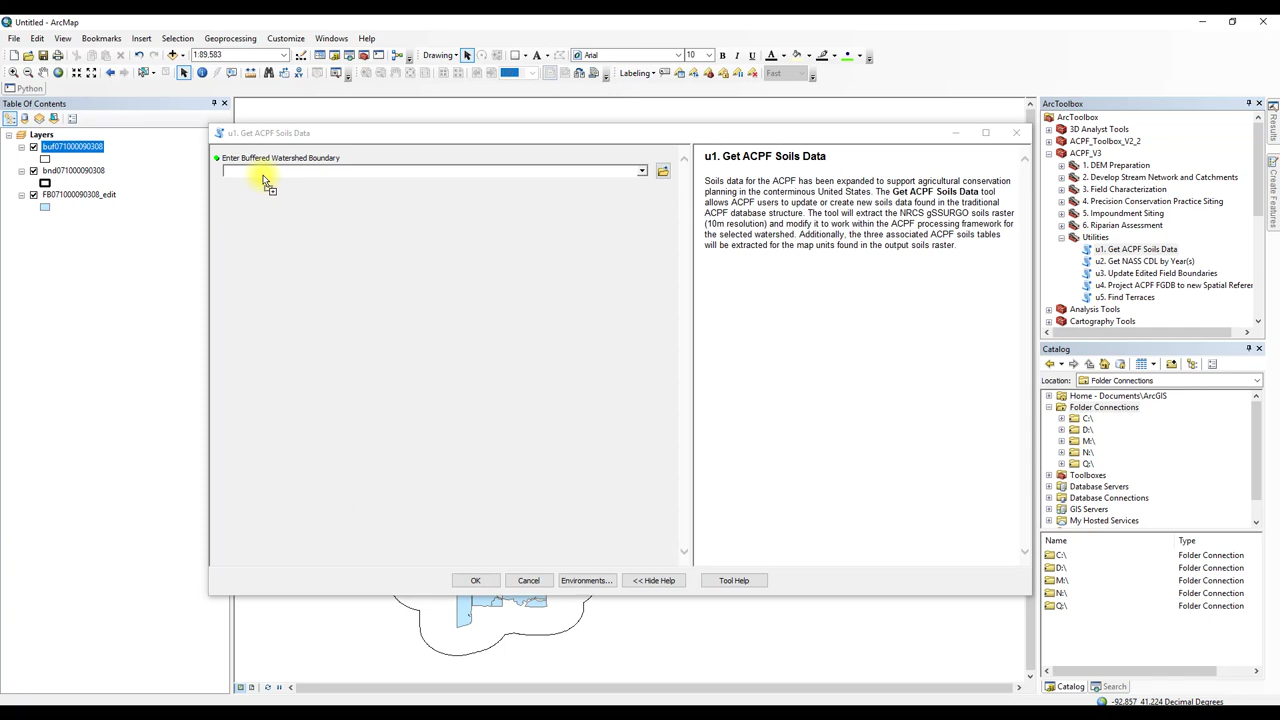 Untitled - ArcMap
File Edit View Bookmarks Insert Selection Geoprocessing Customize Windows Help
1:89,583 Drawing Arial 10 B I U A
Labeling Fast
Python
Table Of Contents
Layers
buf071000090308
bnd071000090308
FB071000090308_edit
u1. Get ACPF Soils Data
Enter Buffered Watershed Boundary
OK Cancel Environments... << Hide Help Tool Help
u1. Get ACPF Soils Data
Soils data for the ACPF has been expanded to support agricultural conservation
planning in the conterminous United States. The Get ACPF Soils Data tool
allows ACPF users to update or create new soils data found in the traditional
ACPF database structure. The tool will extract the NRCS gSSURGO soils raster
(10m resolution) and modify it to work within the ACPF processing framework for
the selected watershed. Additionally, the three associated ACPF soils tables
will be extracted for the map units found in the output soils raster.
ArcToolbox
ArcToolbox
3D Analyst Tools
ACPF_Toolbox_V2_2
ACPF_V3
1. DEM Preparation
2. Develop Stream Network and Catchments
3. Field Characterization
4. Precision Conservation Practice Siting
5. Impoundment Siting
6. Riparian Assessment
Utilities
u1. Get ACPF Soils Data
u2. Get NASS CDL by Year(s)
u3. Update Edited Field Boundaries
u4. Project ACPF FGDB to new Spatial Refere
u5. Find Terraces
Analysis Tools
Cartography Tools
Results
Create Features
Catalog
Location: Folder Connections
Home - Documents\ArcGIS
Folder Connections
C:\
D:\
M:\
N:\
Q:\
Toolboxes
Database Servers
Database Connections
GIS Servers
My Hosted Services
Name Type
C:\ Folder Connection
D:\ Folder Connection
M:\ Folder Connection
N:\ Folder Connection
Q:\ Folder Connection
Catalog Search
-92.857 41.224 Decimal Degrees